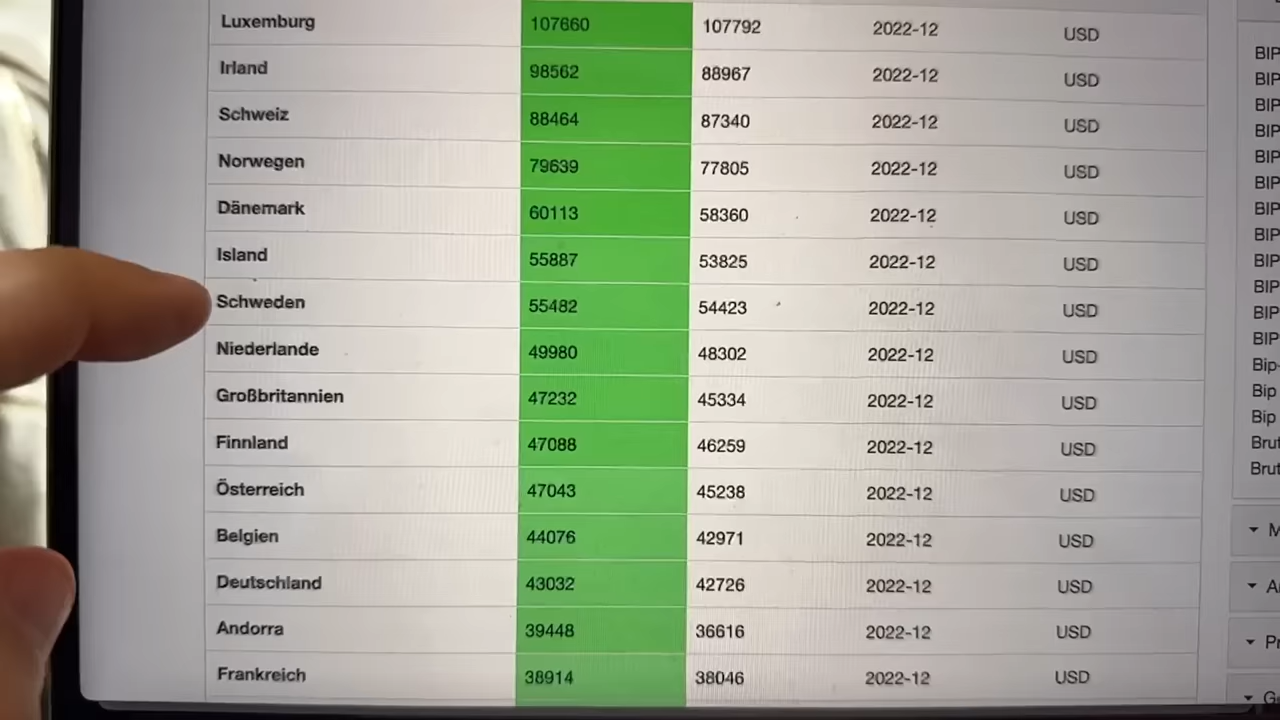 Luxemburg 107660 107792 2022-12 USD
Irland 98562 88967 2022-12 USD
Schweiz 88464 87340 2022-12 USD
Norwegen 79639 77805 2022-12 USD
Dänemark 60113 58360 2022-12 USD
Island 55887 53825 2022-12 USD
Schweden 55482 54423 2022-12 USD
Niederlande 49980 48302 2022-12 USD
Großbritannien 47232 45334 2022-12 USD
Finnland 47088 46259 2022-12 USD
Österreich 47043 45238 2022-12 USD
Belgien 44076 42971 2022-12 USD
Deutschland 43032 42726 2022-12 USD
Andorra 39448 36616 2022-12 USD
Frankreich 38914 38046 2022-12 USD
BIP
BIP
BIP
BIP
BIP
BIP
BIP
BIP
BIP
BIP
BIP
BIP
Bip-
Bip
Bip
Brut
Brut